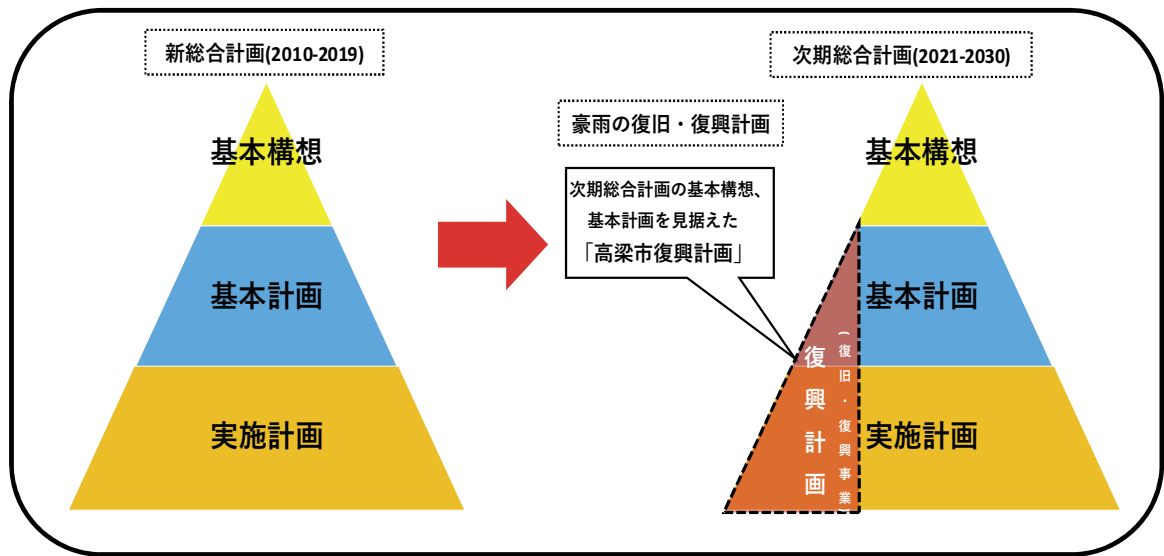 新総合計画(2010-2019)
基本構想
基本計画
実施計画
豪雨の復旧・復興計画
次期総合計画の基本構想、
基本計画を見据えた
「高梁市復興計画」
次期総合計画(2021-2030)
基本構想
基本計画
実施計画
復興計画
(復旧・復興事業)